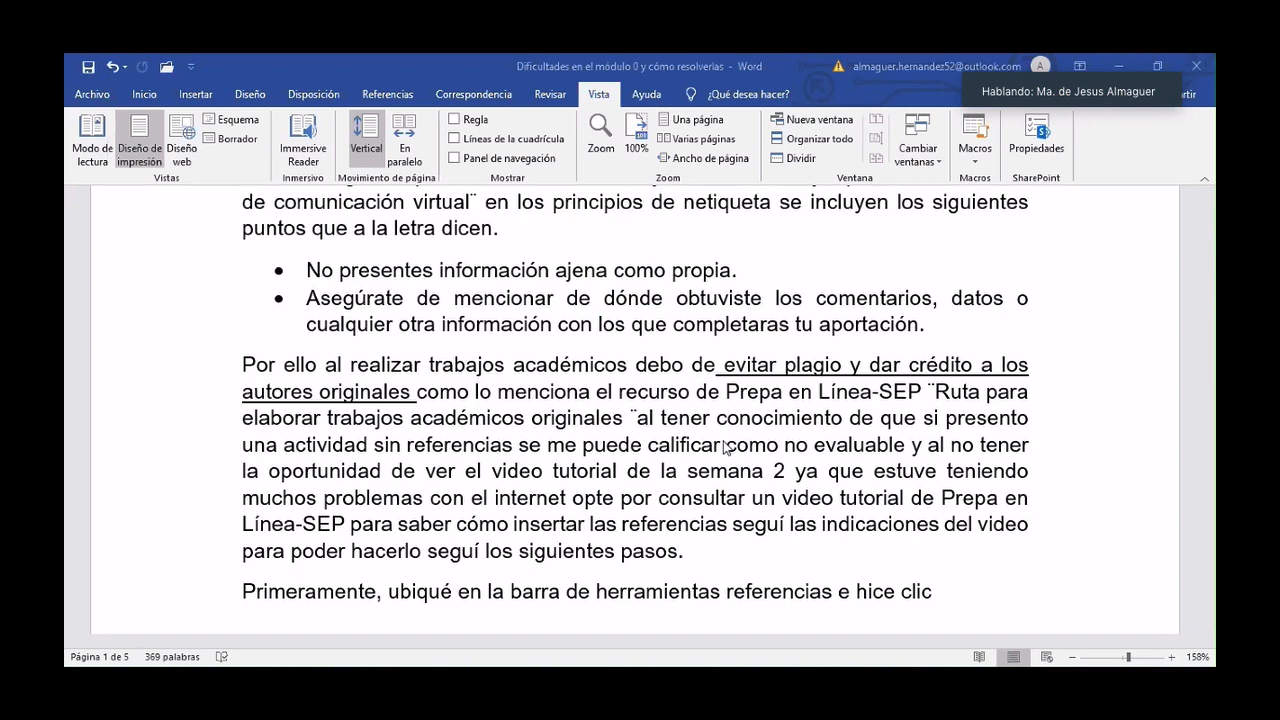 Dificultades en el módulo 0 y cómo resolverlas - Word
almaguer.hernandez52@outlook.com
A
Archivo Inicio Insertar Diseño Disposición Referencias Correspondencia Revisar Vista Ayuda ¿Qué desea hacer?
Hablando: Ma. de Jesus Almaguer
rtir
Modo de lectura
Diseño de impresión
Diseño web
Esquema
Borrador
Vistas
Immersive Reader
Inmersivo
Vertical
En paralelo
Movimiento de página
Regla
Líneas de la cuadrícula
Panel de navegación
Mostrar
Zoom
100%
Una página
Varias páginas
Ancho de página
Zoom
Nueva ventana
Organizar todo
Dividir
Cambiar ventanas
Ventana
Macros
Macros
Propiedades
SharePoint
de comunicación virtual¨ en los principios de netiqueta se incluyen los siguientes
puntos que a la letra dicen.
• No presentes información ajena como propia.
• Asegúrate de mencionar de dónde obtuviste los comentarios, datos o
cualquier otra información con los que completaras tu aportación.
Por ello al realizar trabajos académicos debo de evitar plagio y dar crédito a los
autores originales como lo menciona el recurso de Prepa en Línea-SEP ¨Ruta para
elaborar trabajos académicos originales ¨al tener conocimiento de que si presento
una actividad sin referencias se me puede calificar como no evaluable y al no tener
la oportunidad de ver el video tutorial de la semana 2 ya que estuve teniendo
muchos problemas con el internet opte por consultar un video tutorial de Prepa en
Línea-SEP para saber cómo insertar las referencias seguí las indicaciones del video
para poder hacerlo seguí los siguientes pasos.
Primeramente, ubiqué en la barra de herramientas referencias e hice clic
Página 1 de 5 369 palabras
158%